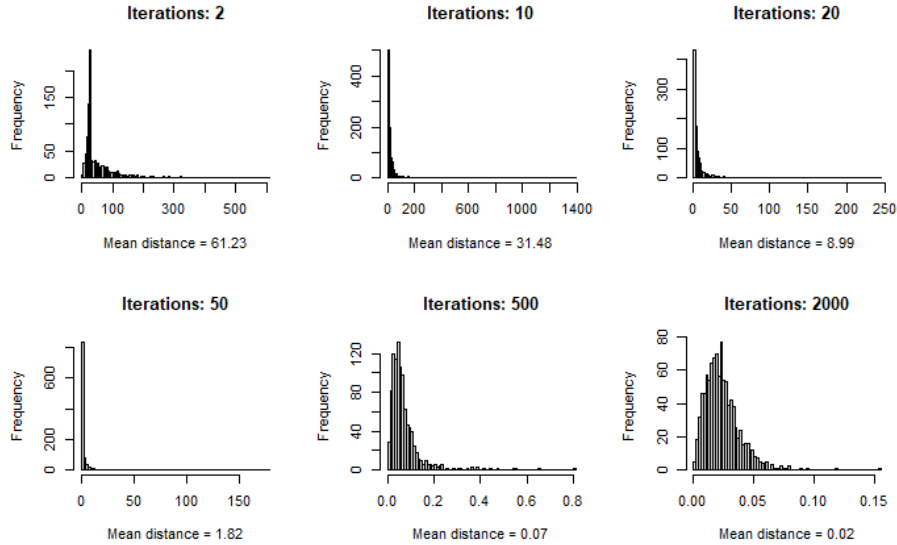 Iterations: 2
Frequency
0 50 150
0 100 300 500
Mean distance = 61.23
Iterations: 10
Frequency
0 200 400
0 200 600 1000 1400
Mean distance = 31.48
Iterations: 20
Frequency
0 100 300
0 50 100 150 200 250
Mean distance = 8.99
Iterations: 50
Frequency
0 200 600
0 50 100 150
Mean distance = 1.82
Iterations: 500
Frequency
0 40 80 120
0.0 0.2 0.4 0.6 0.8
Mean distance = 0.07
Iterations: 2000
Frequency
0 20 40 60 80
0.00 0.05 0.10 0.15
Mean distance = 0.02